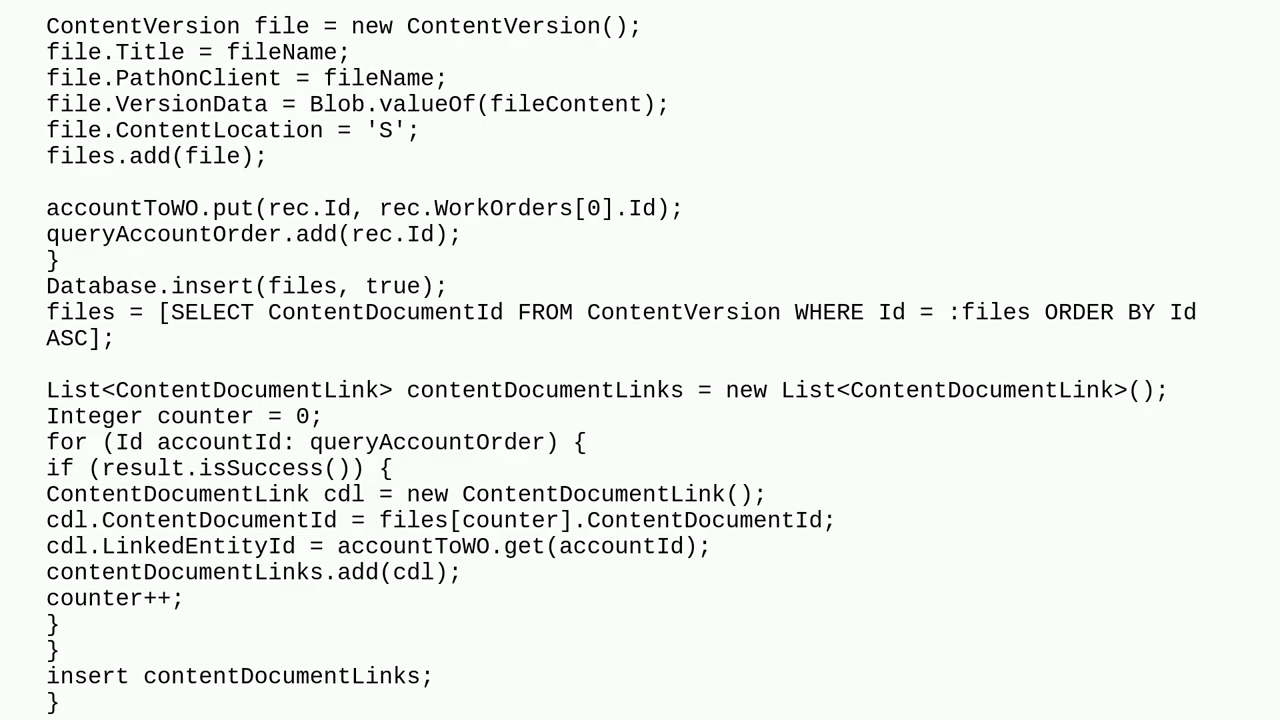 ContentVersion file = new ContentVersion();
file.Title = fileName;
file.PathOnClient = fileName;
file.VersionData = Blob.valueOf(fileContent);
file.ContentLocation = 'S';
files.add(file);

accountToWO.put(rec.Id, rec.WorkOrders[0].Id);
queryAccountOrder.add(rec.Id);
}
Database.insert(files, true);
files = [SELECT ContentDocumentId FROM ContentVersion WHERE Id = :files ORDER BY Id
ASC];

List<ContentDocumentLink> contentDocumentLinks = new List<ContentDocumentLink>();
Integer counter = 0;
for (Id accountId: queryAccountOrder) {
if (result.isSuccess()) {
ContentDocumentLink cdl = new ContentDocumentLink();
cdl.ContentDocumentId = files[counter].ContentDocumentId;
cdl.LinkedEntityId = accountToWO.get(accountId);
contentDocumentLinks.add(cdl);
counter++;
}
}
insert contentDocumentLinks;
}